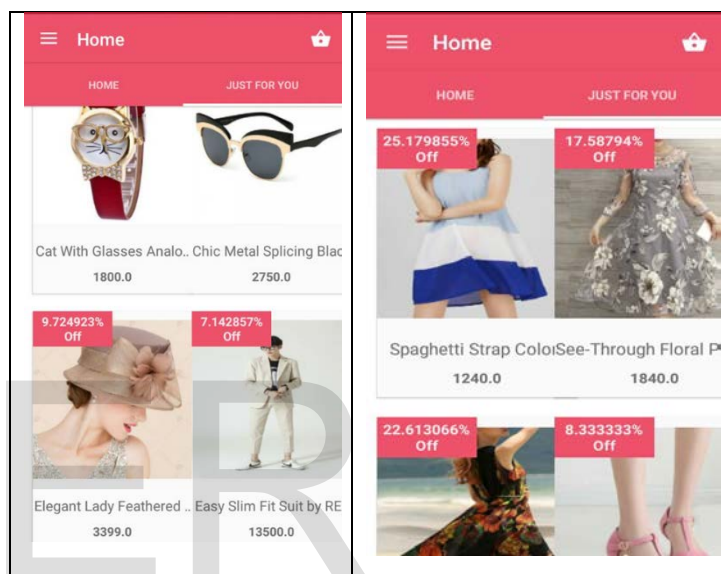 Home
HOME JUST FOR YOU
Cat With Glasses Analo.. Chic Metal Splicing Blac
1800.0 2750.0
9.724923% Off
7.142857% Off
Elegant Lady Feathered .. Easy Slim Fit Suit by RE
3399.0 13500.0
Home
HOME JUST FOR YOU
25.179855% Off
17.58794% Off
Spaghetti Strap Color See-Through Floral P
1240.0 1840.0
22.613066% Off
8.333333% Off
ER